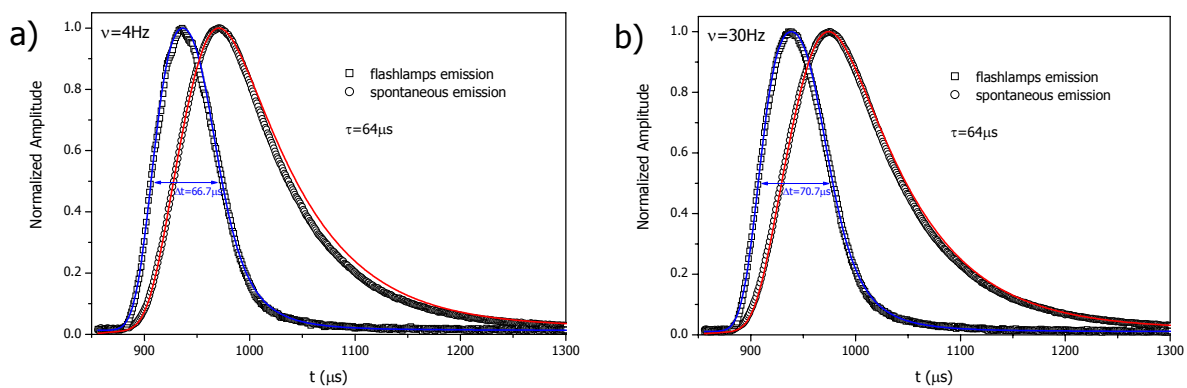 a)
ν=4Hz
flashlamps emission
spontaneous emission
τ=64μs
Δt=66.7μs
Normalized Amplitude
1.0
0.8
0.6
0.4
0.2
0.0
900
1000
1100
1200
1300
t (μs)
b)
ν=30Hz
flashlamps emission
spontaneous emission
τ=64μs
Δt=70.7μs
Normalized Amplitude
1.0
0.8
0.6
0.4
0.2
0.0
900
1000
1100
1200
1300
t (μs)